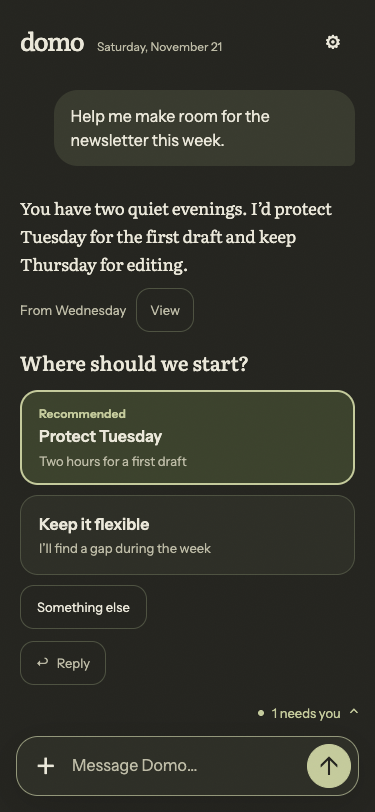 domo
Saturday, November 21
Help me make room for the
newsletter this week.
You have two quiet evenings. I’d protect
Tuesday for the first draft and keep
Thursday for editing.
From Wednesday
View
Where should we start?
Recommended
Protect Tuesday
Two hours for a first draft
Keep it flexible
I’ll find a gap during the week
Something else
Reply
1 needs you
Message Domo...